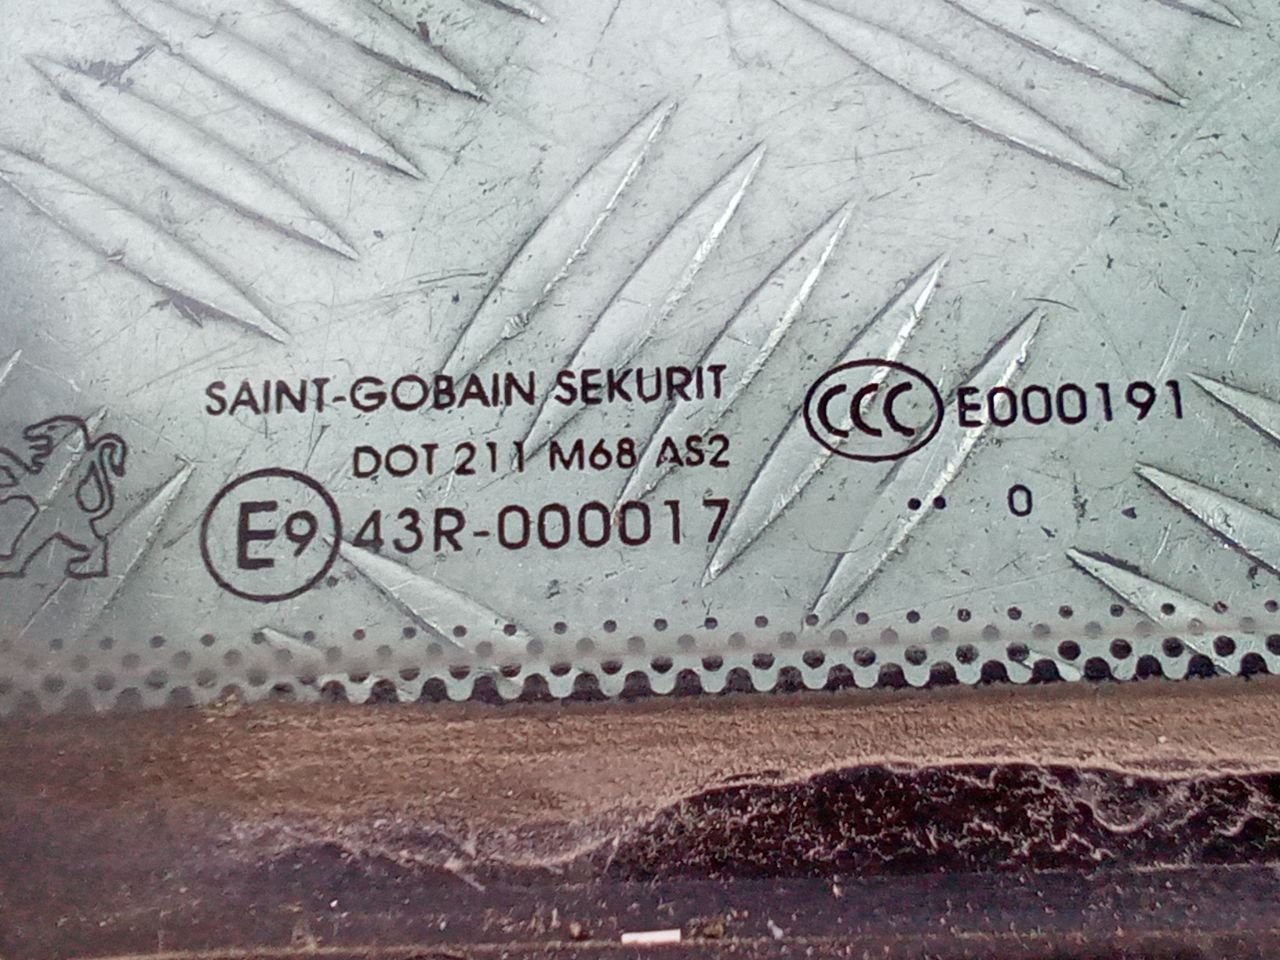 SAINT-GOBAIN SEKURIT
DOT 211 M68 AS2
E9 43R-000017
CCC E000191
.. 0